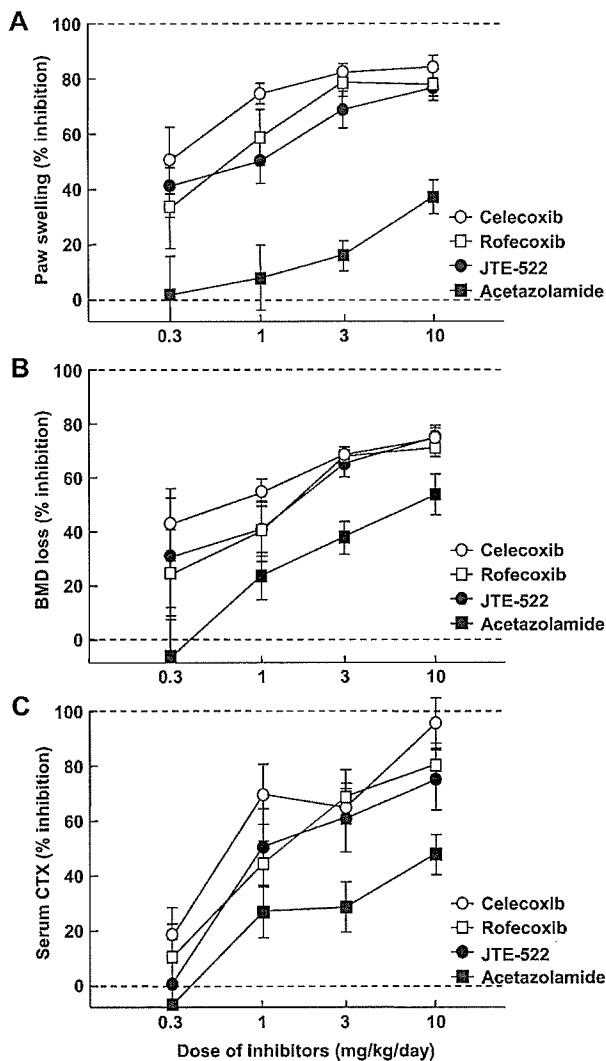 A
Paw swelling (% inhibition)
100
80
60
40
20
0
Celecoxib
Rofecoxib
JTE-522
Acetazolamide
0.3 1 3 10
B
BMD loss (% inhibition)
100
80
60
40
20
0
Celecoxib
Rofecoxib
JTE-522
Acetazolamide
0.3 1 3 10
C
Serum CTX (% inhibition)
100
80
60
40
20
0
Celecoxib
Rofecoxib
JTE-522
Acetazolamide
0.3 1 3 10
Dose of inhibitors (mg/kg/day)